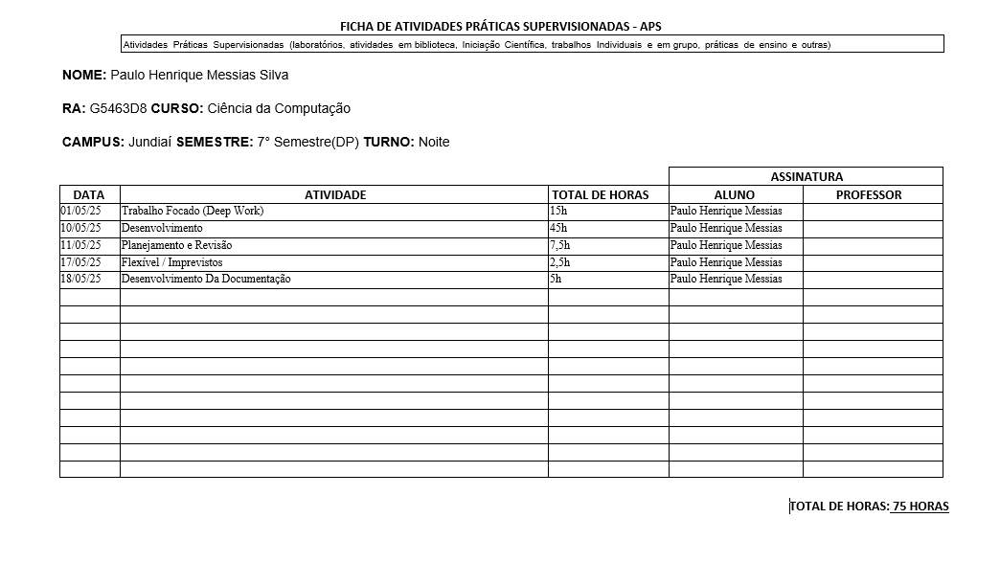 FICHA DE ATIVIDADES PRÁTICAS SUPERVISIONADAS - APS
Atividades Práticas Supervisionadas (laboratórios, atividades em biblioteca, Iniciação Científica, trabalhos Individuais e em grupo, práticas de ensino e outras)
NOME: Paulo Henrique Messias Silva
RA: G5463D8 CURSO: Ciência da Computação
CAMPUS: Jundiaí SEMESTRE: 7° Semestre(DP) TURNO: Noite
ASSINATURA
DATA ATIVIDADE TOTAL DE HORAS ALUNO PROFESSOR
01/05/25 Trabalho Focado (Deep Work) 15h Paulo Henrique Messias
10/05/25 Desenvolvimento 45h Paulo Henrique Messias
11/05/25 Planejamento e Revisão 7,5h Paulo Henrique Messias
17/05/25 Flexível / Imprevistos 2,5h Paulo Henrique Messias
18/05/25 Desenvolvimento Da Documentação 5h Paulo Henrique Messias
TOTAL DE HORAS: 75 HORAS